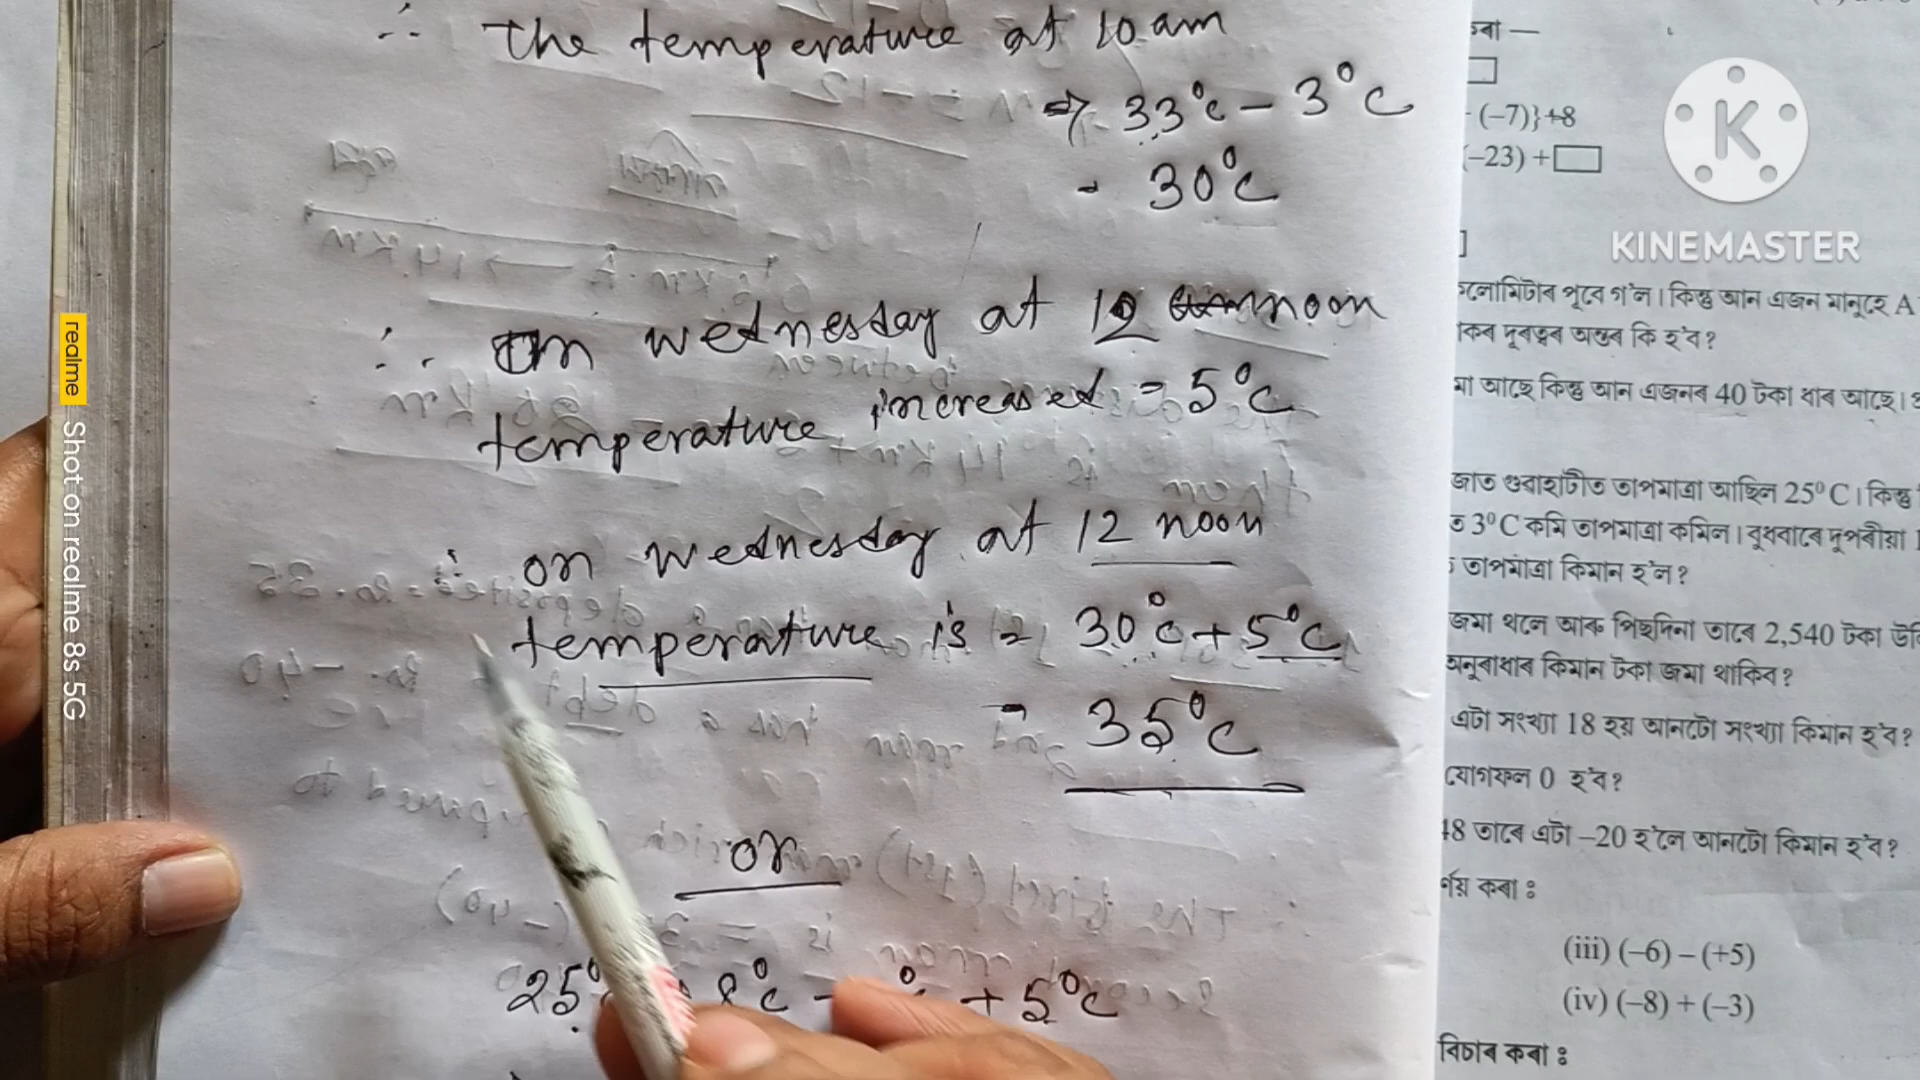 ∴ The temperature at 10 am
⇒ 33°c - 3°c
= 30°c
∴ On wednesday at 12 noon
temperature increased = 5°c
on wednesday at 12 noon
temperature is = 30°c + 5°c
= 35°c
or
25° 8°c - ° + 5°c
কৰা —
(–7)}+8
(–23) +
KINEMASTER
পূবে গ'ল। কিন্তু আন এজন মানুহে A
দূৰত্বৰ অন্তৰ কি হ'ব?
আছে কিন্তু আন এজনৰ 40 টকা ধাৰ আছে।
গুৱাহাটীত তাপমাত্ৰা আছিল 25⁰ C। কিন্তু
3⁰C কমি তাপমাত্ৰা কমিল। বুধবাৰে দুপৰীয়া
তাপমাত্ৰা কিমান হ'ল?
জমা থলে আৰু পিছদিনা তাৰে 2,540 টকা
অনুৰাধাৰ কিমান টকা জমা থাকিব?
এটা সংখ্যা 18 হয় আনটো সংখ্যা কিমান হ'ব?
যোগফল 0 হ'ব?
48 তাৰে এটা –20 হ'লে আনটো কিমান হ'ব?
কৰা :
(iii) (–6) – (+5)
(iv) (–8) + (–3)
বিচাৰ কৰা :
realme Shot on realme 8s 5G